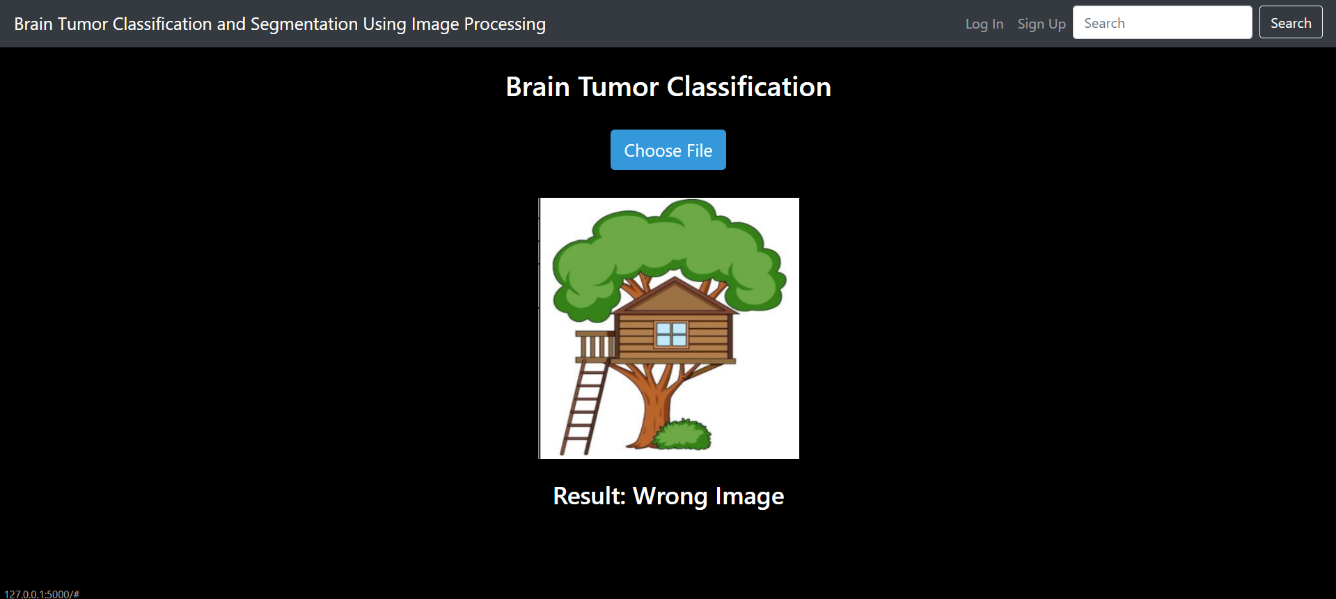 Brain Tumor Classification and Segmentation Using Image Processing
Log In Sign Up Search Search
Brain Tumor Classification
Choose File
Result: Wrong Image
127.0.0.1:5000/#